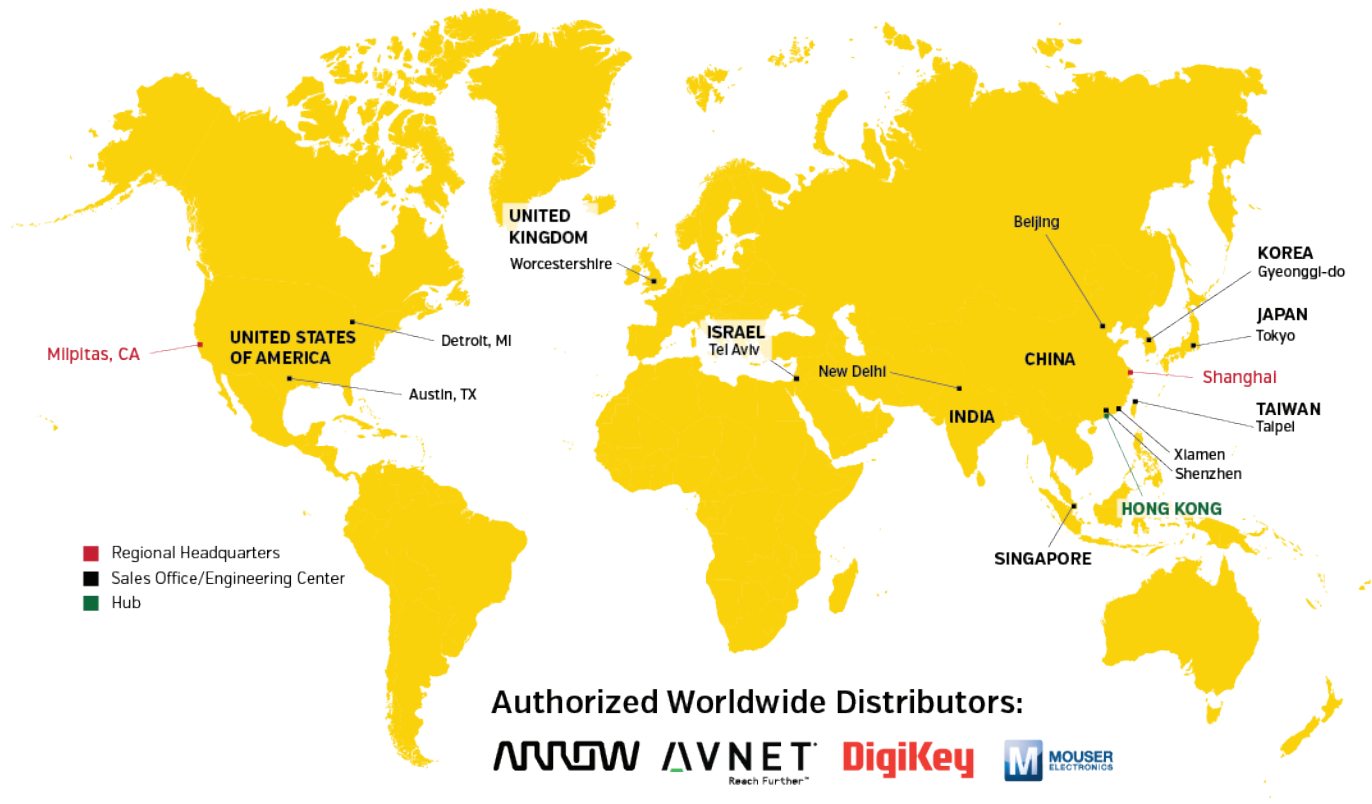 UNITED
KINGDOM
Worcestershire
Beijing
KOREA
Gyeonggi-do
JAPAN
Tokyo
UNITED STATES
OF AMERICA
Detroit, MI
Milpitas, CA
Austin, TX
ISRAEL
Tel Aviv
New Delhi
INDIA
CHINA
Shanghai
TAIWAN
Taipei
Xiamen
Shenzhen
HONG KONG
SINGAPORE
Regional Headquarters
Sales Office/Engineering Center
Hub
Authorized Worldwide Distributors:
ARROW
AVNET
Reach Further™
DigiKey
M
MOUSER
ELECTRONICS